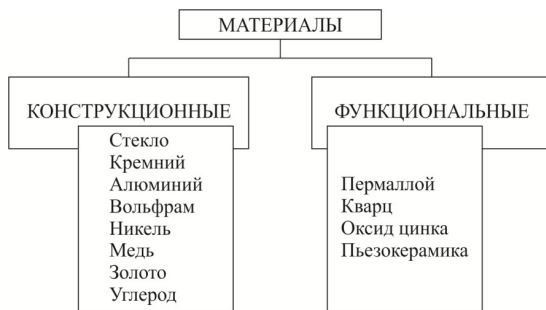 МАТЕРИАЛЫ
КОНСТРУКЦИОННЫЕ
Стекло
Кремний
Алюминий
Вольфрам
Никель
Медь
Золото
Углерод
ФУНКЦИОНАЛЬНЫЕ
Пермаллой
Кварц
Оксид цинка
Пьезокерамика